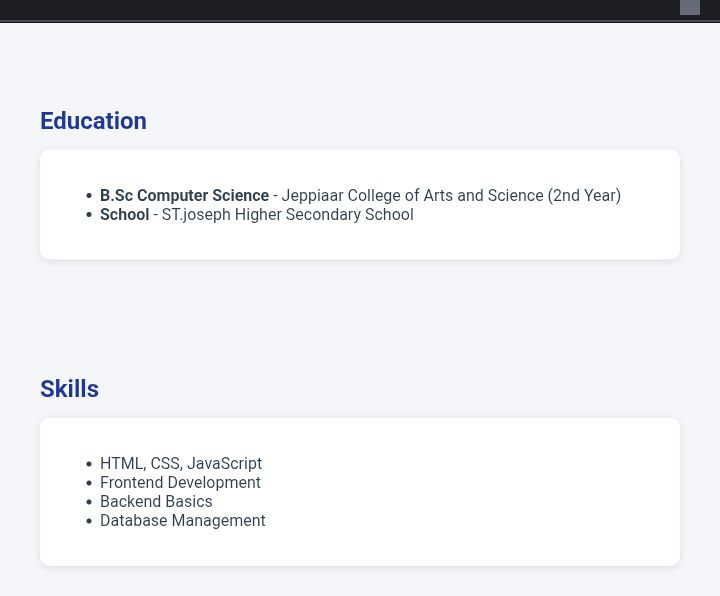 Education
• B.Sc Computer Science - Jeppiaar College of Arts and Science (2nd Year)
• School - ST.joseph Higher Secondary School
Skills
• HTML, CSS, JavaScript
• Frontend Development
• Backend Basics
• Database Management